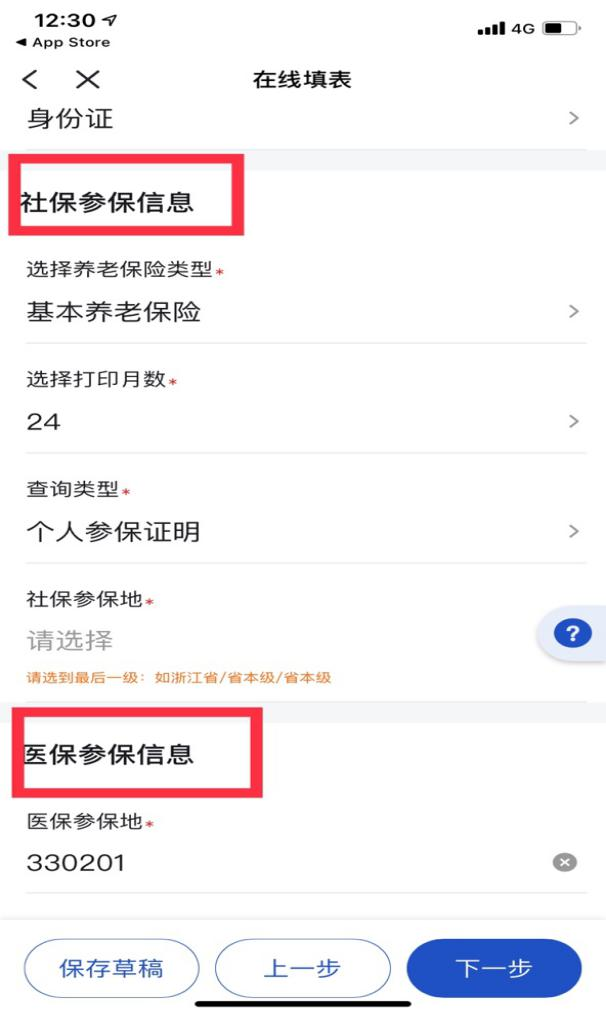 12:30
App Store
4G
在线填表
身份证
社保参保信息
选择养老保险类型*
基本养老保险
选择打印月数*
24
查询类型*
个人参保证明
社保参保地*
请选择
?
请选到最后一级：如浙江省/省本级/省本级
医保参保信息
医保参保地*
330201
保存草稿 上一步 下一步